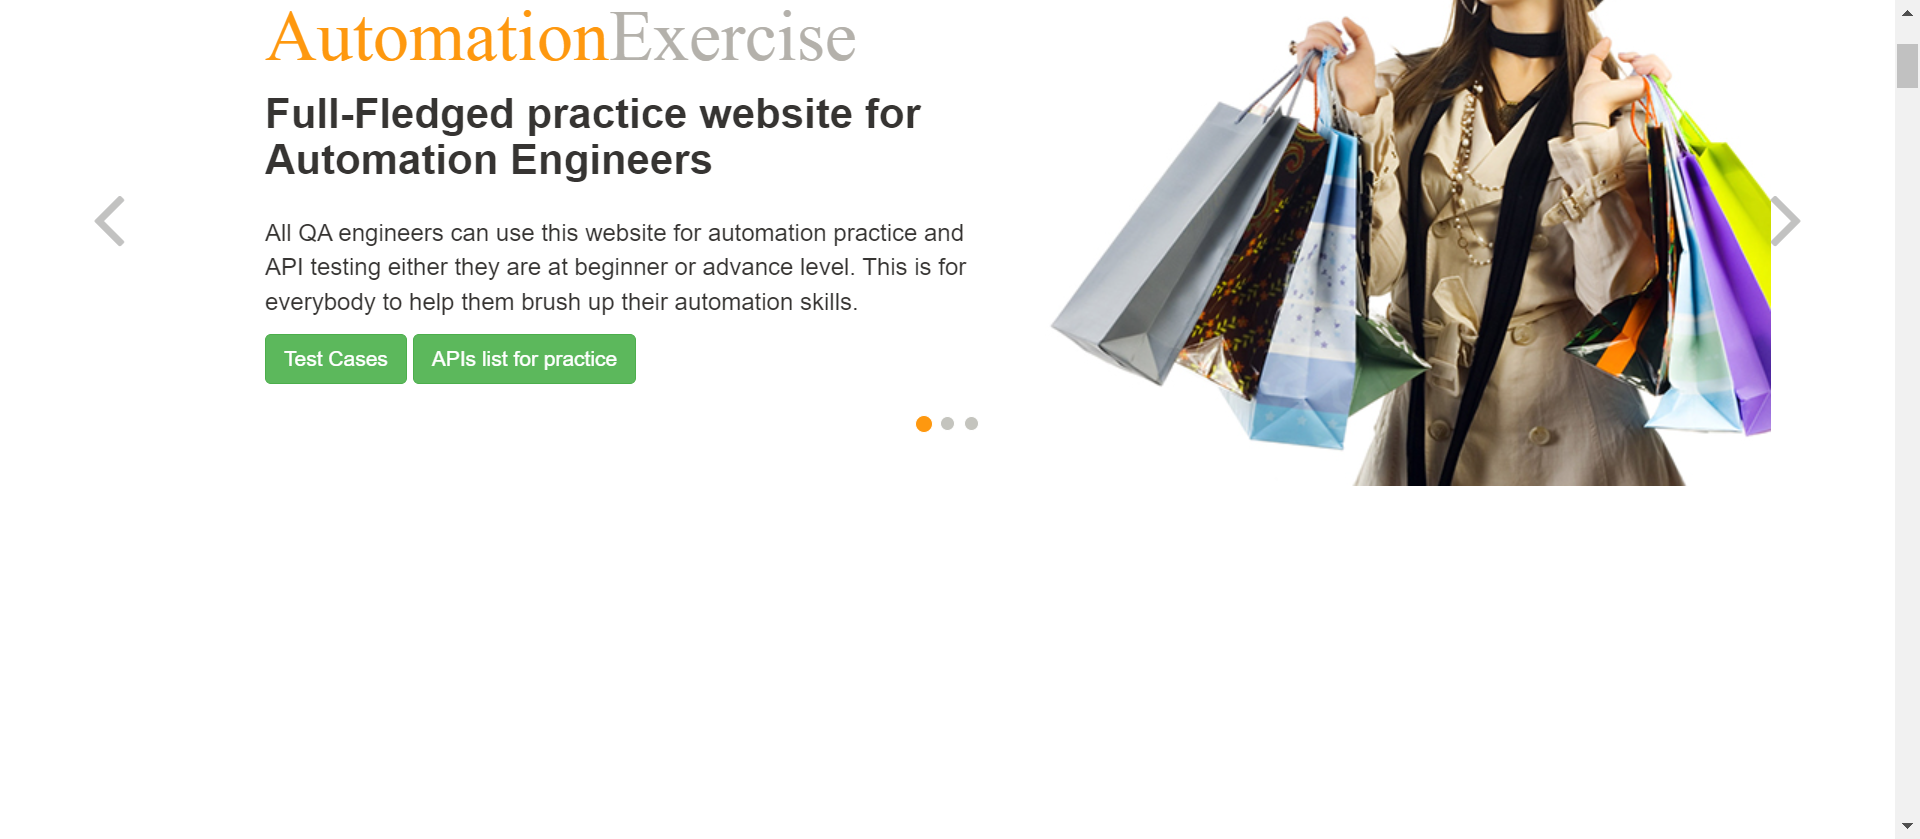 AutomationExercise
Full-Fledged practice website for
Automation Engineers
All QA engineers can use this website for automation practice and
API testing either they are at beginner or advance level. This is for
everybody to help them brush up their automation skills.
Test Cases APIs list for practice